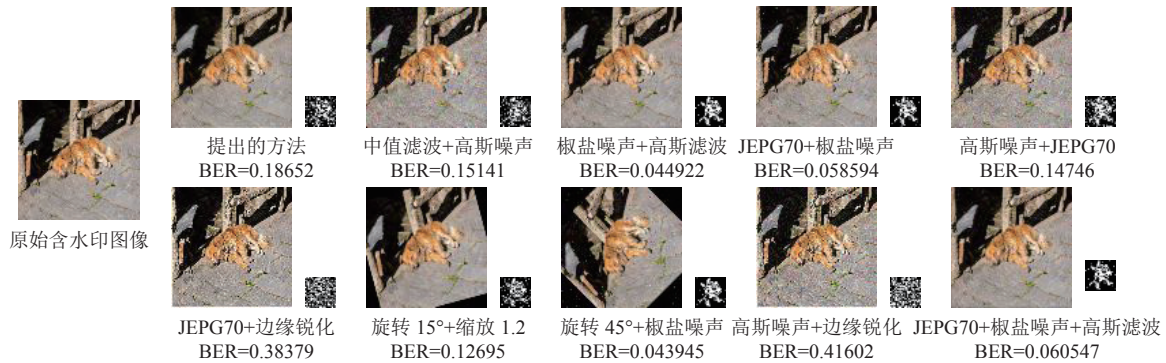 提出的方法
BER=0.18652
中值滤波+高斯噪声
BER=0.15141
椒盐噪声+高斯滤波
BER=0.044922
JEPG70+椒盐噪声
BER=0.058594
高斯噪声+JEPG70
BER=0.14746
原始含水印图像
JEPG70+边缘锐化
BER=0.38379
旋转 15°+缩放 1.2
BER=0.12695
旋转 45°+椒盐噪声
BER=0.043945
高斯噪声+边缘锐化
BER=0.41602
JEPG70+椒盐噪声+高斯滤波
BER=0.060547